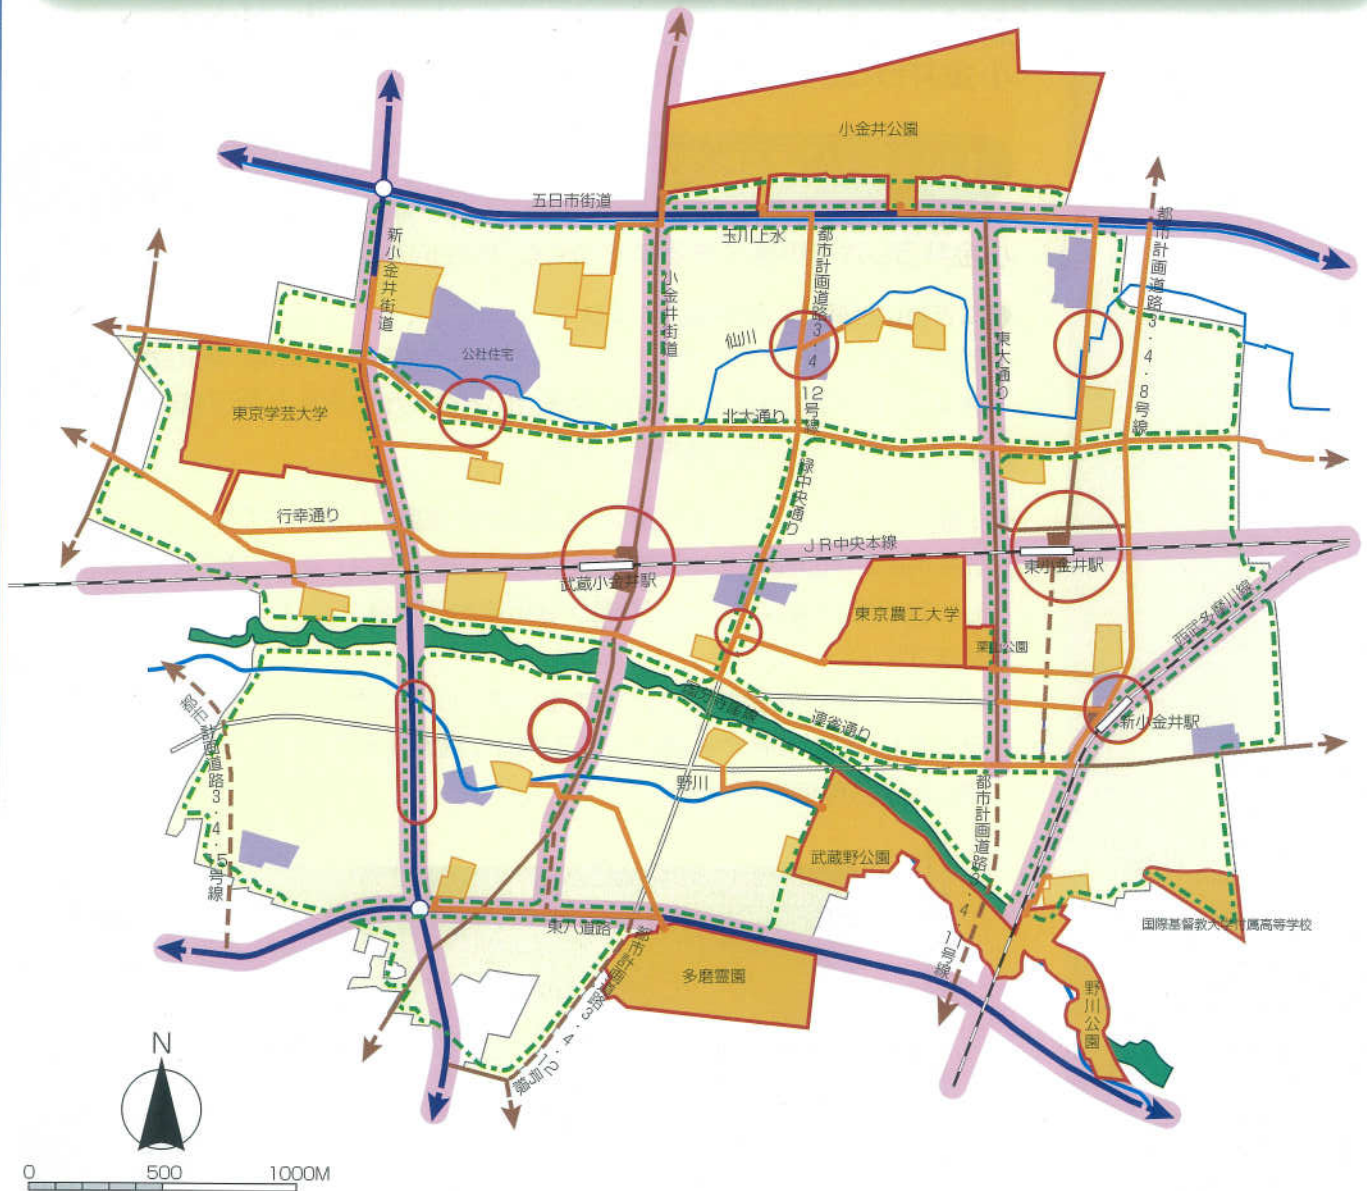 小金井公園
五日市街道
玉川上水
新小金井街道
小金井街道
都市計画道路3・4・12号線
都市計画道路3・4・8号線
仙川
東大通り
公社住宅
東京学芸大学
北大通り
緑中央通り
行幸通り
JR中央本線
武蔵小金井駅
東小金井駅
東京農工大学
栗山公園
西武多摩川線
国分寺崖線
連雀通り
新小金井駅
都市計画道路3・4・5号線
野川
都市計画道路3・4・11号線
武蔵野公園
東八道路
国際基督教大学付属高等学校
多磨霊園
野川公園
N
0 500 1000M